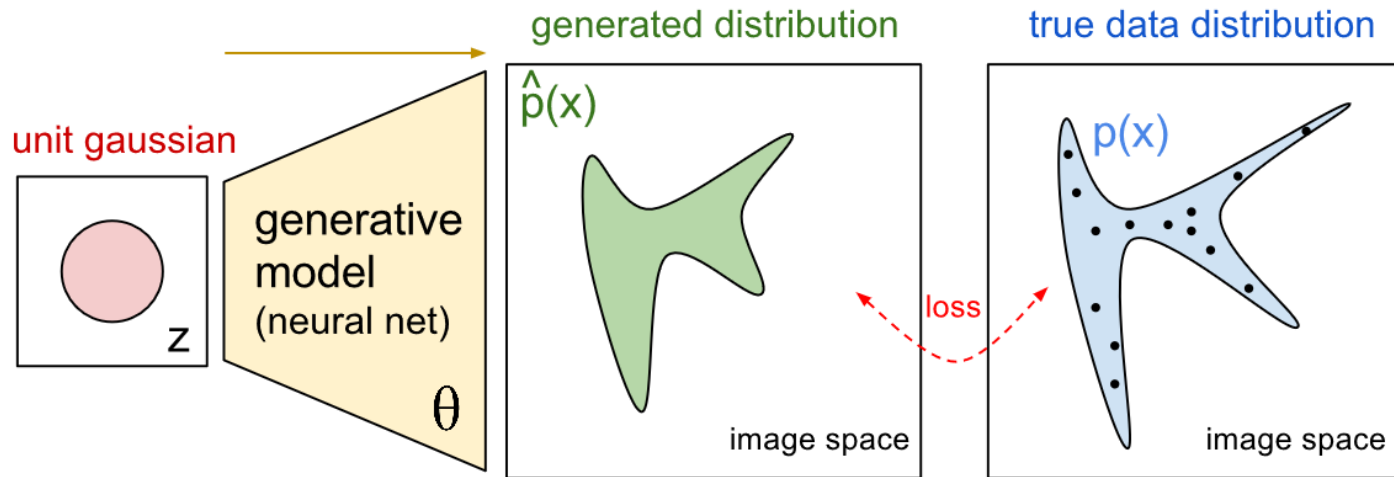 generated distribution
true data distribution
unit gaussian
z
generative
model
(neural net)
θ
p̂(x)
image space
loss
p(x)
image space